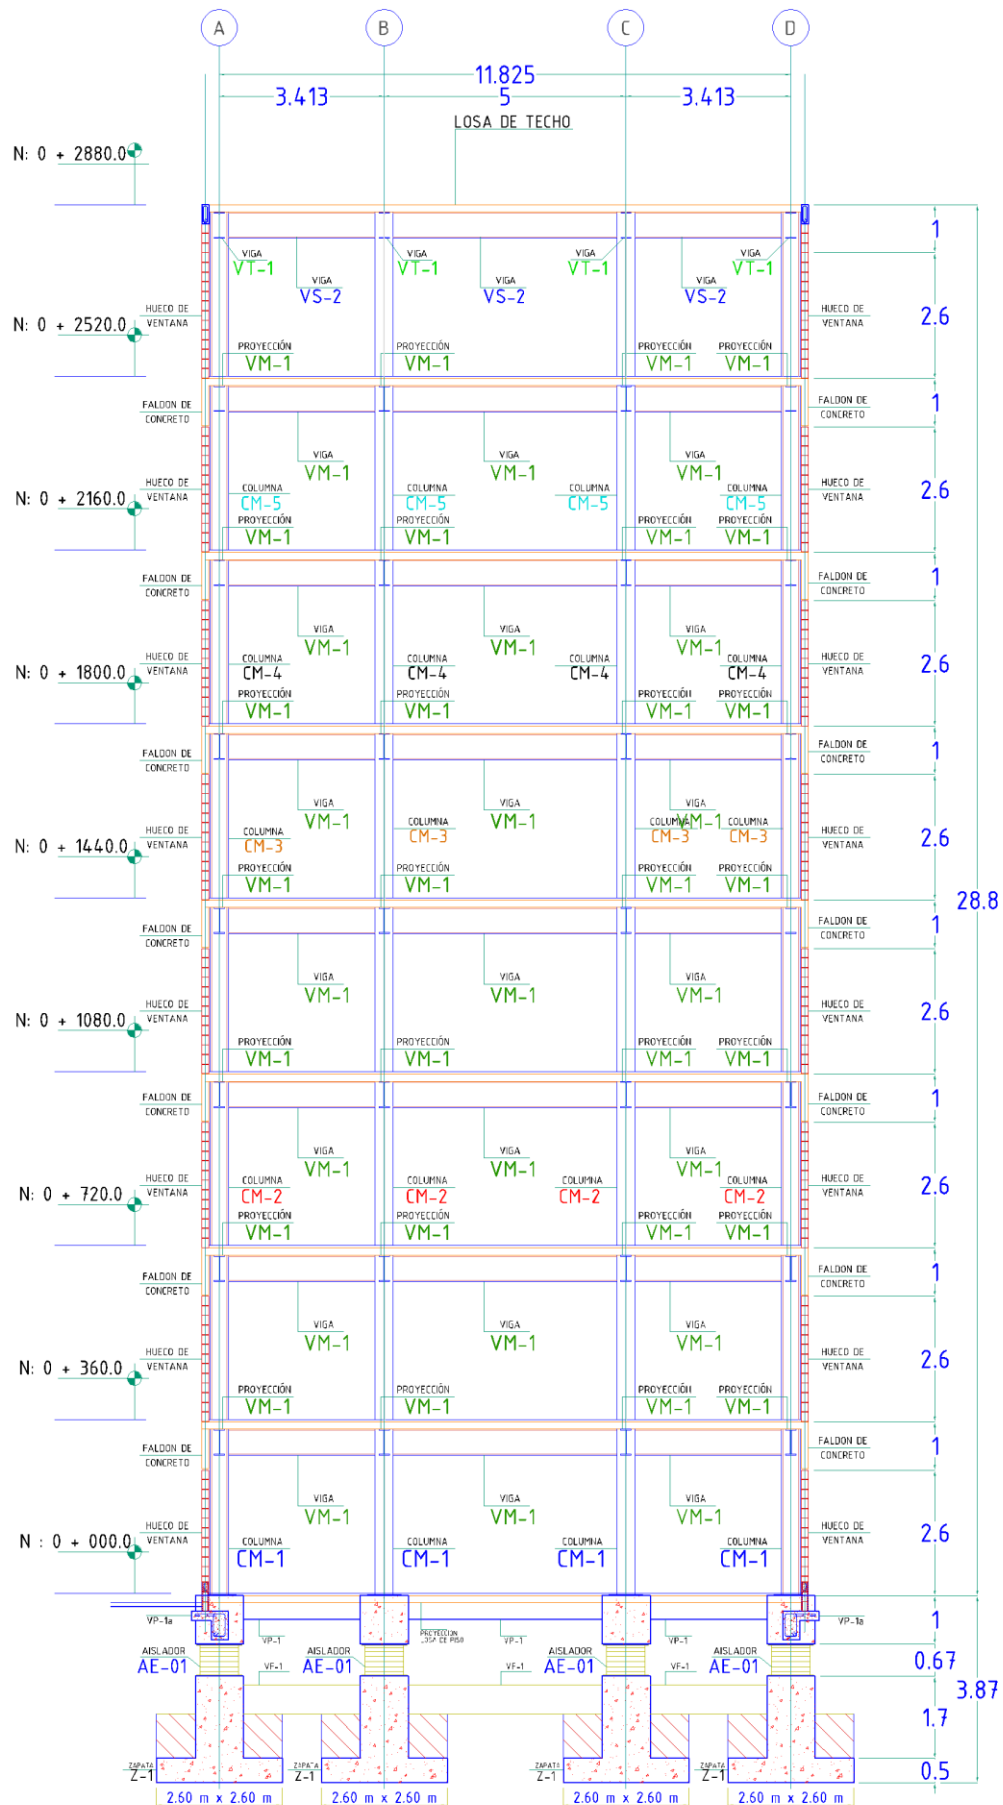 A B C D
11.825
3.413 5 3.413
LOSA DE TECHO
N: 0 + 2880.0
1
VIGA VIGA VIGA VIGA
VT-1 VT-1 VT-1 VT-1
VIGA VIGA VIGA
VS-2 VS-2 VS-2
HUECO DE HUECO DE
VENTANA VENTANA
2.6
N: 0 + 2520.0
PROYECCIÓN PROYECCIÓN PROYECCIÓN PROYECCIÓN
VM-1 VM-1 VM-1 VM-1
FALDON DE FALDON DE
CONCRETO CONCRETO
1
VIGA VIGA VIGA
VM-1 VM-1 VM-1
HUECO DE HUECO DE
VENTANA VENTANA
2.6
COLUMNA COLUMNA COLUMNA COLUMNA
CM-5 CM-5 CM-5 CM-5
N: 0 + 2160.0
PROYECCIÓN PROYECCIÓN PROYECCIÓN PROYECCIÓN
VM-1 VM-1 VM-1 VM-1
FALDON DE FALDON DE
CONCRETO CONCRETO
1
VIGA VIGA VIGA
VM-1 VM-1 VM-1
HUECO DE HUECO DE
VENTANA VENTANA
2.6
COLUMNA COLUMNA COLUMNA COLUMNA
CM-4 CM-4 CM-4 CM-4
N: 0 + 1800.0
PROYECCIÓN PROYECCIÓN PROYECCIÓN PROYECCIÓN
VM-1 VM-1 VM-1 VM-1
FALDON DE FALDON DE
CONCRETO CONCRETO
1
VIGA VIGA VIGA
VM-1 VM-1 VM-1
HUECO DE HUECO DE
VENTANA VENTANA
2.6
COLUMNA COLUMNA COLUMNA COLUMNA
CM-3 CM-3 CM-3 CM-3
N: 0 + 1440.0
PROYECCIÓN PROYECCIÓN PROYECCIÓN PROYECCIÓN
VM-1 VM-1 VM-1 VM-1
28.8
FALDON DE FALDON DE
CONCRETO CONCRETO
1
VIGA VIGA VIGA
VM-1 VM-1 VM-1
HUECO DE HUECO DE
VENTANA VENTANA
2.6
N: 0 + 1080.0
PROYECCIÓN PROYECCIÓN PROYECCIÓN PROYECCIÓN
VM-1 VM-1 VM-1 VM-1
FALDON DE FALDON DE
CONCRETO CONCRETO
1
VIGA VIGA VIGA
VM-1 VM-1 VM-1
HUECO DE HUECO DE
VENTANA VENTANA
2.6
COLUMNA COLUMNA COLUMNA COLUMNA
CM-2 CM-2 CM-2 CM-2
N: 0 + 720.0
PROYECCIÓN PROYECCIÓN PROYECCIÓN PROYECCIÓN
VM-1 VM-1 VM-1 VM-1
FALDON DE FALDON DE
CONCRETO CONCRETO
1
VIGA VIGA VIGA
VM-1 VM-1 VM-1
HUECO DE HUECO DE
VENTANA VENTANA
2.6
N: 0 + 360.0
PROYECCIÓN PROYECCIÓN PROYECCIÓN PROYECCIÓN
VM-1 VM-1 VM-1 VM-1
FALDON DE FALDON DE
CONCRETO CONCRETO
1
VIGA VIGA VIGA
VM-1 VM-1 VM-1
HUECO DE HUECO DE
VENTANA VENTANA
2.6
N : 0 + 000.0
COLUMNA COLUMNA COLUMNA COLUMNA
CM-1 CM-1 CM-1 CM-1
VP-1a VP-1a
1
PROYECCION
LOSA DE PISO
VP-1 VP-1 VP-1
AISLADOR AISLADOR AISLADOR AISLADOR
AE-01 AE-01 AE-01 AE-01
0.67
VF-1 VF-1 VF-1
3.87
1.7
ZAPATA ZAPATA ZAPATA ZAPATA
Z-1 Z-1 Z-1 Z-1
0.5
2.60 m x 2.60 m 2.60 m x 2.60 m 2.60 m x 2.60 m 2.60 m x 2.60 m